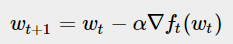 w_{t+1} = w_t − α∇f_t(w_t)